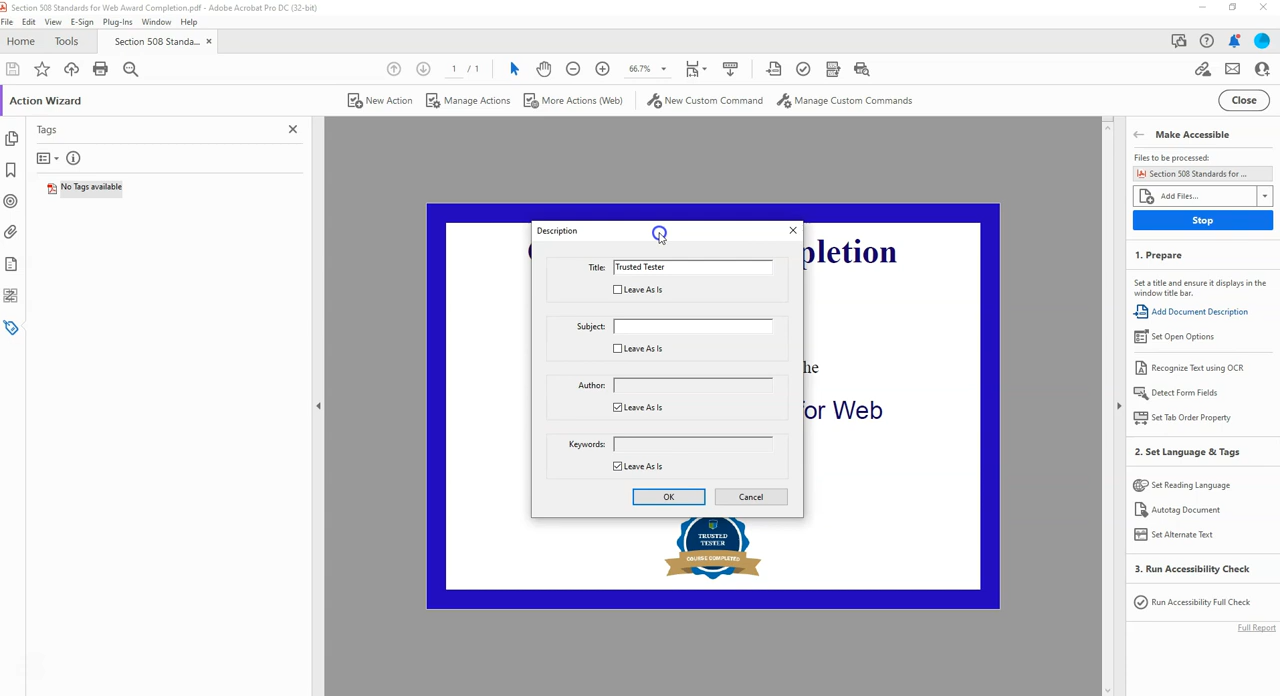 Section 508 Standards for Web Award Completion.pdf - Adobe Acrobat Pro DC (32-bit)
File Edit View E-Sign Plug-Ins Window Help
Home Tools Section 508 Standa... ×
1 / 1 66.7%
Action Wizard New Action Manage Actions More Actions (Web) New Custom Command Manage Custom Commands Close
Tags
No Tags available
pletion
he
or Web
TRUSTED
TESTER
COURSE COMPLETED
Description
Title: Trusted Tester
Leave As Is
Subject:
Leave As Is
Author:
Leave As Is
Keywords:
Leave As Is
OK Cancel
Make Accessible
Files to be processed:
Section 508 Standards for ...
Add Files...
Stop
1. Prepare
Set a title and ensure it displays in the
window title bar.
Add Document Description
Set Open Options
Recognize Text using OCR
Detect Form Fields
Set Tab Order Property
2. Set Language & Tags
Set Reading Language
Autotag Document
Set Alternate Text
3. Run Accessibility Check
Run Accessibility Full Check
Full Report